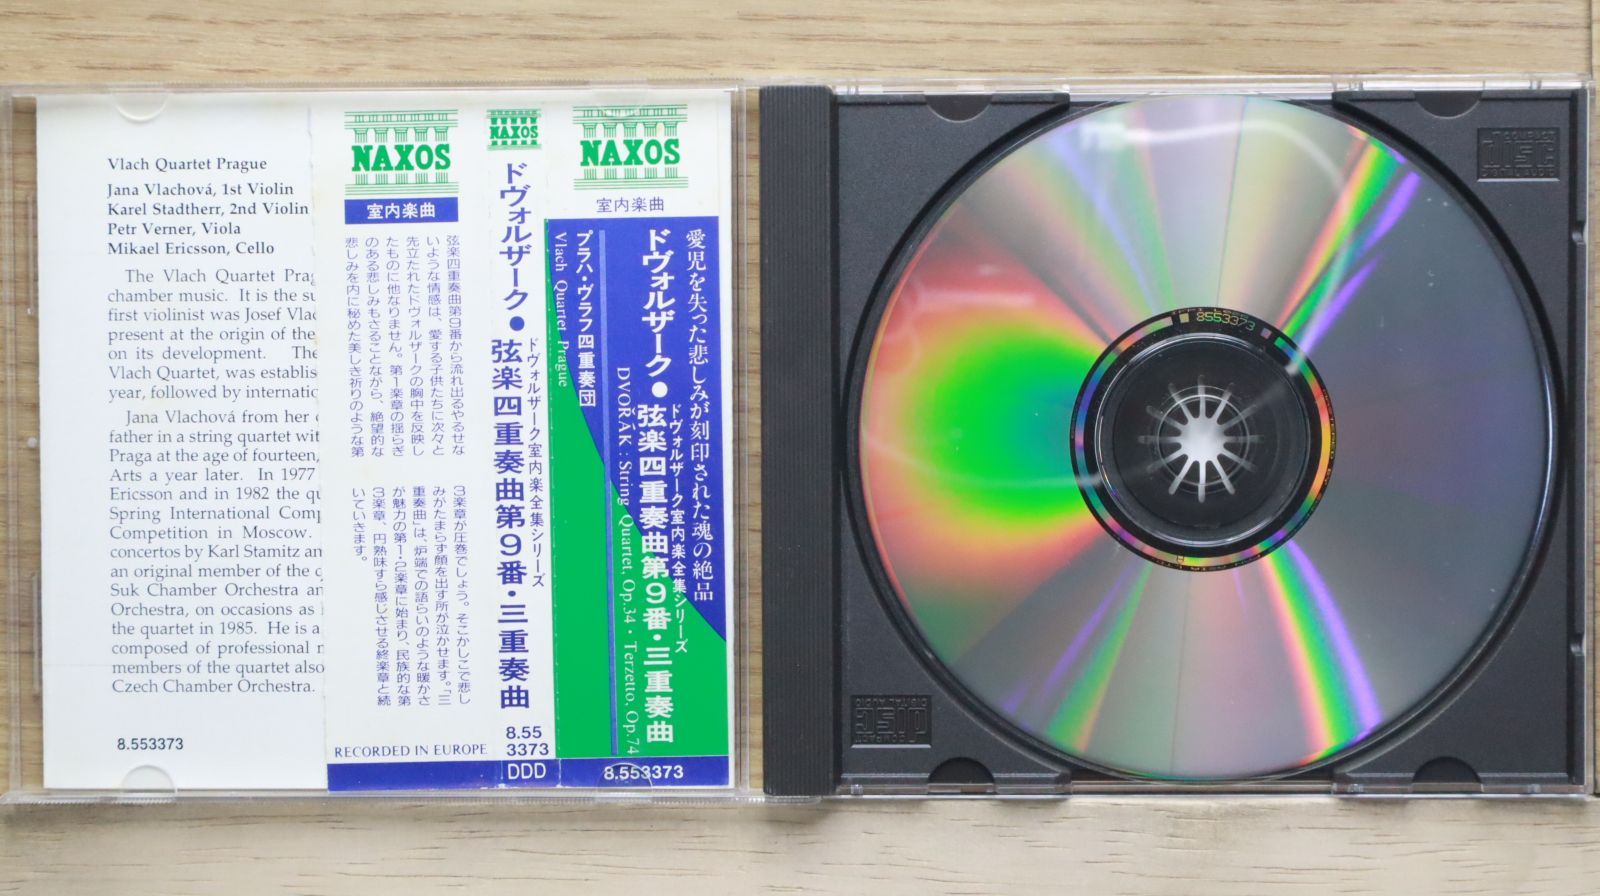 Vlach Quartet Prague
Jana Vlachová, 1st Violin
Karel Stadtherr, 2nd Violin
Petr Verner, Viola
Mikael Ericsson, Cello
The Vlach Quartet Prag
chamber music. It is the su
first violinist was Josef Vlac
present at the origin of the
on its development. The
Vlach Quartet, was establis
year, followed by internatio
Jana Vlachová from her
father in a string quartet wit
Praga at the age of fourteen,
Arts a year later. In 1977
Ericsson and in 1982 the qu
Spring International Comp
Competition in Moscow.
concertos by Karl Stamitz an
an original member of the
Suk Chamber Orchestra an
Orchestra, on occasions as
the quartet in 1985. He is a
composed of professional
members of the quartet also
Czech Chamber Orchestra.
8.553373
NAXOS
室内楽曲
弦楽四重奏曲第9番から流れ出るやるせな
いような情感は、愛する子供たちに次々と
先立たれたドヴォルザークの胸中を反映し
たものに他なりません。第1楽章の揺らぎ
のある悲しみもさることながら、絶望的な
悲しみを内に秘めた美しき祈りのような第
3楽章が圧巻でしょう。そこかしこで悲し
みがたまらず顔を出す所が泣かせます。「三
重奏曲」は、炉端での語らいのような暖かさ
が魅力の第1・2楽章に始まり、民族的な第
3楽章、円熟味すら感じさせる終楽章と続
いていきます。
RECORDED IN EUROPE
NAXOS
ドヴォルザーク室内楽全集シリーズ
ドヴォルザーク●弦楽四重奏曲第9番・三重奏曲
8.55
3373
DDD
NAXOS
室内楽曲
愛児を失った悲しみが刻印された魂の絶品
ドヴォルザーク室内楽全集シリーズ
ドヴォルザーク●弦楽四重奏曲第9番・三重奏曲
DVOŘÁK : String Quartet, Op.34・Terzetto, Op.74
プラハ・ヴラフ四重奏団
Vlach Quartet Prague
8.553373
8553373
COMPACT
disc
DIGITAL AUDIO
COMPACT
disc
DIGITAL AUDIO